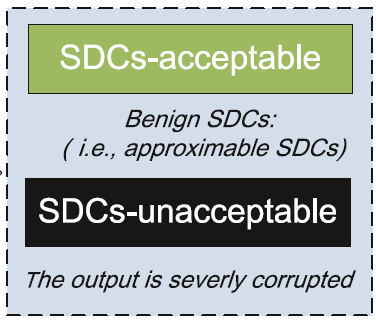 SDCs-acceptable
Benign SDCs:
( i.e., approximable SDCs)
SDCs-unacceptable
The output is severly corrupted